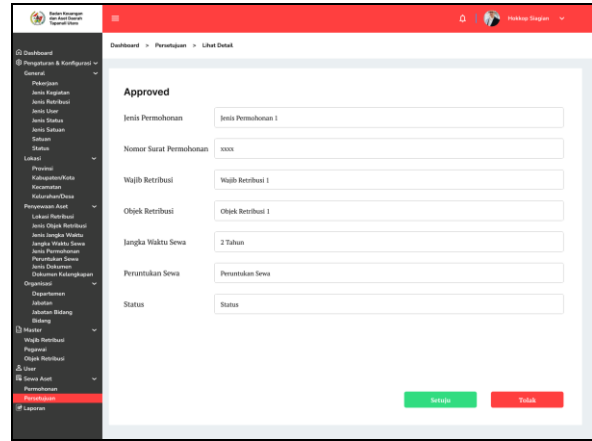 Badan Keuangan
dan Aset Daerah
Tapanuli Utara
Hokkop Siagian
Dashboard > Persetujuan > Lihat Detail
Dashboard
Pengaturan & Konfigurasi
General
Pekerjaan
Jenis Kegiatan
Jenis Retribusi
Jenis User
Jenis Status
Jenis Satuan
Satuan
Status
Lokasi
Provinsi
Kabupaten/Kota
Kecamatan
Kelurahan/Desa
Penyewaan Aset
Lokasi Retribusi
Jenis Objek Retribusi
Jenis Jangka Waktu
Jangka Waktu Sewa
Jenis Permohonan
Peruntukan Sewa
Jenis Dokumen
Dokumen Kelengkapan
Organisasi
Departemen
Jabatan
Jabatan Bidang
Bidang
Master
Wajib Retribusi
Pegawai
Objek Retribusi
User
Sewa Aset
Permohonan
Persetujuan
Laporan
Approved
Jenis Permohonan Jenis Permohonan 1
Nomor Surat Permohonan xxxx
Wajib Retribusi Wajib Retribusi 1
Objek Retribusi Objek Retribusi 1
Jangka Waktu Sewa 2 Tahun
Peruntukan Sewa Peruntukan Sewa
Status Status
Setuju Tolak